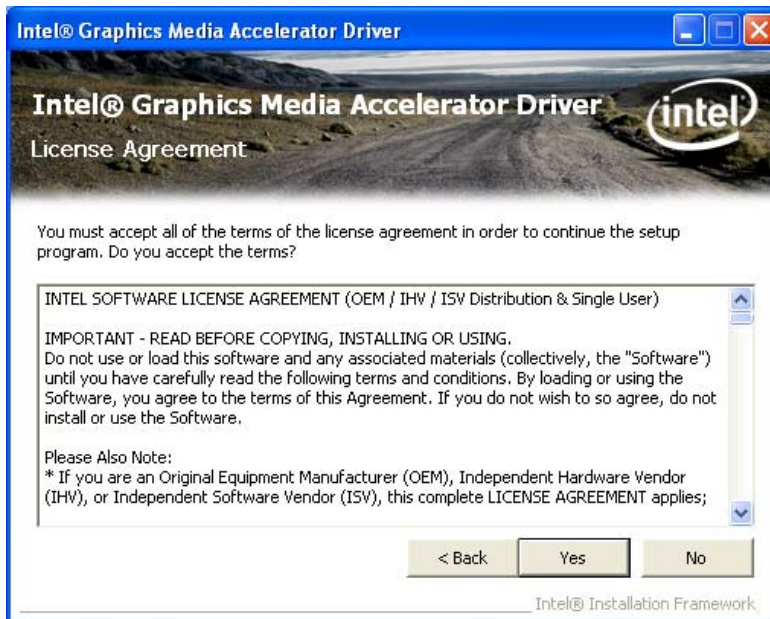 Intel® Graphics Media Accelerator Driver
Intel® Graphics Media Accelerator Driver
License Agreement
intel
You must accept all of the terms of the license agreement in order to continue the setup
program. Do you accept the terms?
INTEL SOFTWARE LICENSE AGREEMENT (OEM / IHV / ISV Distribution & Single User)
IMPORTANT - READ BEFORE COPYING, INSTALLING OR USING.
Do not use or load this software and any associated materials (collectively, the "Software")
until you have carefully read the following terms and conditions. By loading or using the
Software, you agree to the terms of this Agreement. If you do not wish to so agree, do not
install or use the Software.
Please Also Note:
* If you are an Original Equipment Manufacturer (OEM), Independent Hardware Vendor
(IHV), or Independent Software Vendor (ISV), this complete LICENSE AGREEMENT applies;
< Back Yes No
Intel® Installation Framework